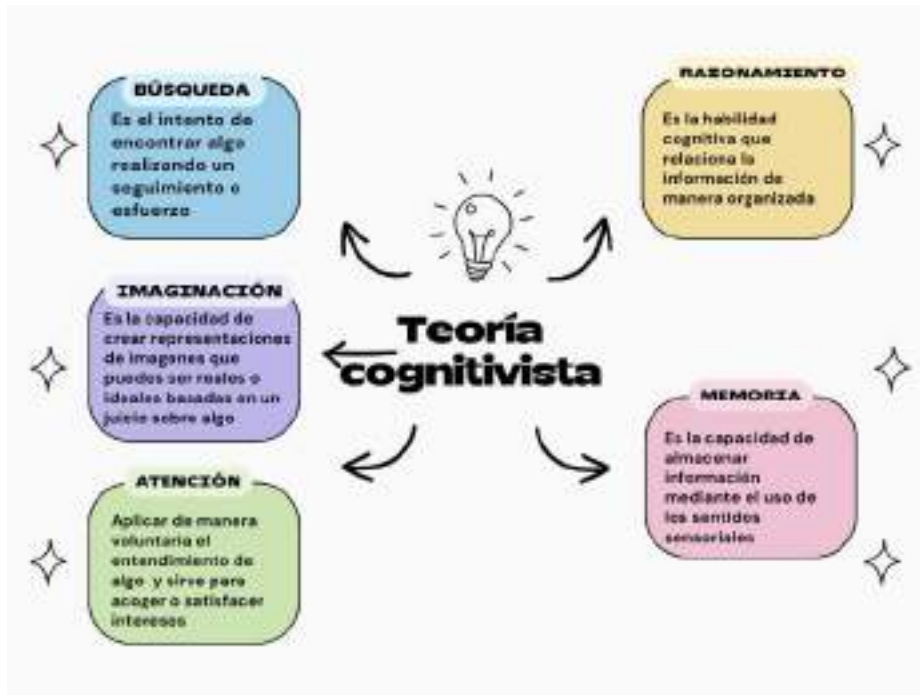 BÚSQUEDA
Es el intento de
encontrar algo
realizando un
seguimiento o
esfuerzo
IMAGINACIÓN
Es la capacidad de
crear representaciones
de imagenes que
puedes ser reales o
ideales basadas en un
juicio sobre algo
ATENCIÓN
Aplicar de manera
voluntaria el
entendimiento de
algo y sirve para
acoger o satisfacer
intereses
Teoría
cognitivista
RAZONAMIENTO
Es la habilidad
cognitiva que
relaciona la
información de
manera organizada
MEMORIA
Es la capacidad de
almacenar
información
mediante el uso de
los sentidos
sensoriales